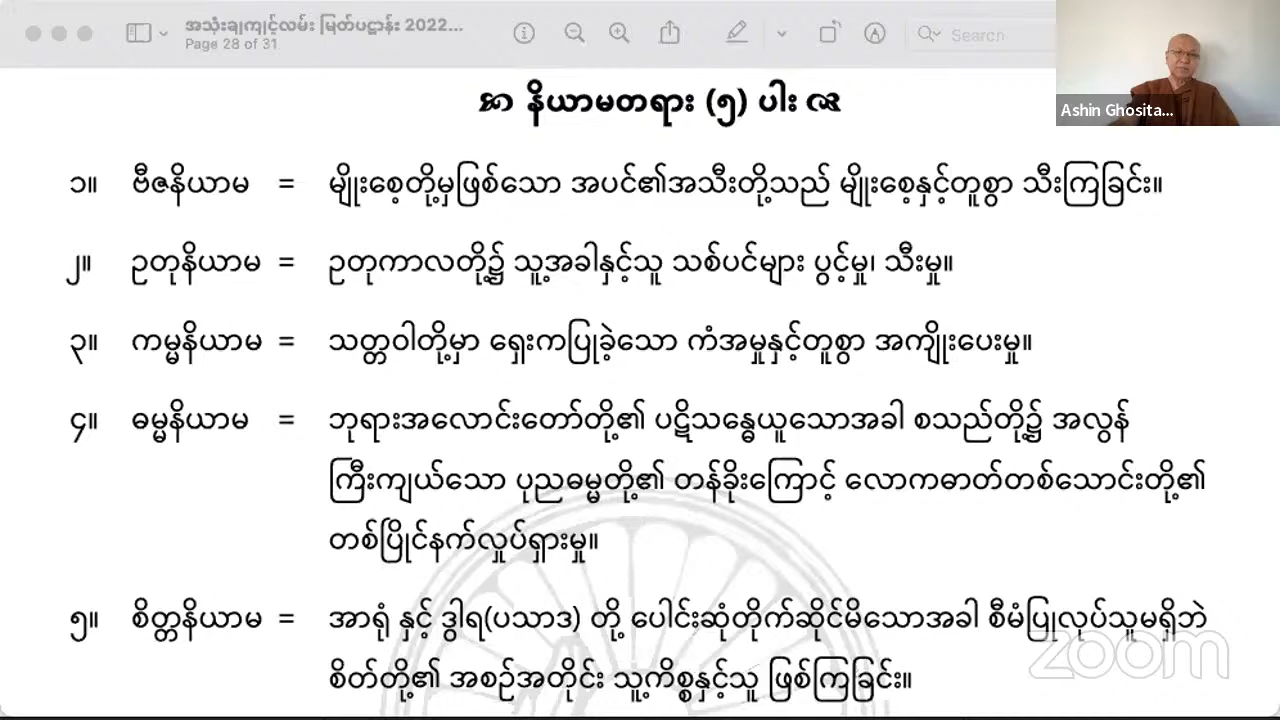 အသုံးချကျင့်လမ်း မြတ်ပဋ္ဌာန်း 2022...
Page 28 of 31
Search
Ashin Ghosita...
နိယာမတရား (၅) ပါး
၁။ ဗီဇနိယာမ = မျိုးစေ့တို့မှဖြစ်သော အပင်၏အသီးတို့သည် မျိုးစေ့နှင့်တူစွာ သီးကြခြင်း။
၂။ ဥတုနိယာမ = ဥတုကာလတို့၌ သူ့အခါနှင့်သူ သစ်ပင်များ ပွင့်မှု၊ သီးမှု။
၃။ ကမ္မနိယာမ = သတ္တဝါတို့မှာ ရှေးကပြုခဲ့သော ကံအမှုနှင့်တူစွာ အကျိုးပေးမှု။
၄။ ဓမ္မနိယာမ = ဘုရားအလောင်းတော်တို့၏ ပဋိသန္ဓေယူသောအခါ စသည်တို့၌ အလွန်
ကြီးကျယ်သော ပုညဓမ္မတို့၏ တန်ခိုးကြောင့် လောကဓာတ်တစ်သောင်းတို့၏
တစ်ပြိုင်နက်လှုပ်ရှားမှု။
၅။ စိတ္တနိယာမ = အာရုံ နှင့် ဒွါရ(ပသာဒ) တို့ ပေါင်းဆုံတိုက်ဆိုင်မိသောအခါ စီမံပြုလုပ်သူမရှိဘဲ
စိတ်တို့၏ အစဉ်အတိုင်း သူ့ကိစ္စနှင့်သူ ဖြစ်ကြခြင်း။
zoom